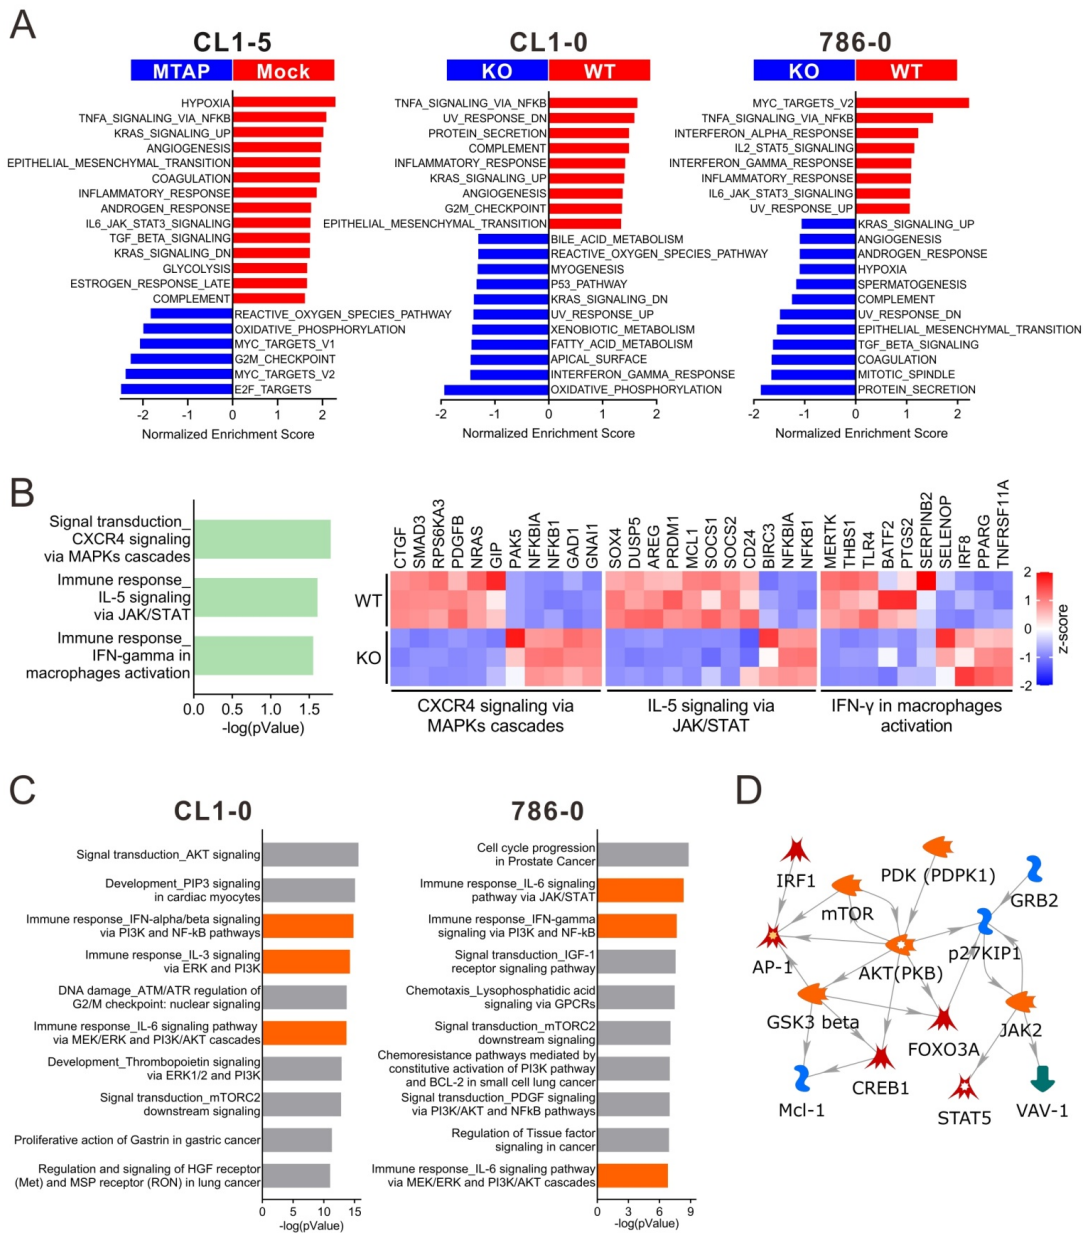 A
CL1-5
MTAP
Mock
HYPOXIA
TNFA_SIGNALING_VIA_NFKB
KRAS_SIGNALING_UP
ANGIOGENESIS
EPITHELIAL_MESENCHYMAL_TRANSITION
COAGULATION
INFLAMMATORY_RESPONSE
ANDROGEN_RESPONSE
IL6_JAK_STAT3_SIGNALING
TGF_BETA_SIGNALING
KRAS_SIGNALING_DN
GLYCOLYSIS
ESTROGEN_RESPONSE_LATE
COMPLEMENT
REACTIVE_OXYGEN_SPECIES_PATHWAY
OXIDATIVE_PHOSPHORYLATION
MYC_TARGETS_V1
G2M_CHECKPOINT
MYC_TARGETS_V2
E2F_TARGETS
-2 -1 0 1 2
Normalized Enrichment Score
CL1-0
KO
WT
TNFA_SIGNALING_VIA_NFKB
UV_RESPONSE_DN
PROTEIN_SECRETION
COMPLEMENT
INFLAMMATORY_RESPONSE
KRAS_SIGNALING_UP
ANGIOGENESIS
G2M_CHECKPOINT
EPITHELIAL_MESENCHYMAL_TRANSITION
BILE_ACID_METABOLISM
REACTIVE_OXYGEN_SPECIES_PATHWAY
MYOGENESIS
P53_PATHWAY
KRAS_SIGNALING_DN
UV_RESPONSE_UP
XENOBIOTIC_METABOLISM
FATTY_ACID_METABOLISM
APICAL_SURFACE
INTERFERON_GAMMA_RESPONSE
OXIDATIVE_PHOSPHORYLATION
-2 -1 0 1 2
Normalized Enrichment Score
786-0
KO
WT
MYC_TARGETS_V2
TNFA_SIGNALING_VIA_NFKB
INTERFERON_ALPHA_RESPONSE
IL2_STAT5_SIGNALING
INTERFERON_GAMMA_RESPONSE
INFLAMMATORY_RESPONSE
IL6_JAK_STAT3_SIGNALING
UV_RESPONSE_UP
KRAS_SIGNALING_UP
ANGIOGENESIS
ANDROGEN_RESPONSE
HYPOXIA
SPERMATOGENESIS
COMPLEMENT
UV_RESPONSE_DN
EPITHELIAL_MESENCHYMAL_TRANSITION
TGF_BETA_SIGNALING
COAGULATION
MITOTIC_SPINDLE
PROTEIN_SECRETION
-2 -1 0 1 2
Normalized Enrichment Score
B
Signal transduction_
CXCR4 signaling
via MAPKs cascades
Immune response_
IL-5 signaling
via JAK/STAT
Immune response_
IFN-gamma in
macrophages activation
0.0 0.5 1.0 1.5
-log(pValue)
CTGF
SMAD3
RPS6KA3
PDGFB
NRAS
GIP
PAK5
NFKBIA
NFKB1
GAD1
GNAI1
SOX4
DUSP5
AREG
PRDM1
MCL1
SOCS1
SOCS2
CD24
BIRC3
NFKBIA
NFKB1
MERTK
THBS1
TLR4
BATF2
PTGS2
SERPINB2
SELENOP
IRF8
PPARG
TNFRSF11A
WT
KO
CXCR4 signaling via
MAPKs cascades
IL-5 signaling via
JAK/STAT
IFN-γ in macrophages
activation
2
1
0
-1
-2
z-score
C
CL1-0
Signal transduction_AKT signaling
Development_PIP3 signaling
in cardiac myocytes
Immune response_IFN-alpha/beta signaling
via PI3K and NF-kB pathways
Immune response_IL-3 signaling
via ERK and PI3K
DNA damage_ATM/ATR regulation of
G2/M checkpoint: nuclear signaling
Immune response_IL-6 signaling pathway
via MEK/ERK and PI3K/AKT cascades
Development_Thrombopoietin signaling
via ERK1/2 and PI3K
Signal transduction_mTORC2
downstream signaling
Proliferative action of Gastrin in gastric cancer
Regulation and signaling of HGF receptor
(Met) and MSP receptor (RON) in lung cancer
0 5 10 15
-log(pValue)
786-0
Cell cycle progression
in Prostate Cancer
Immune response_IL-6 signaling
pathway via JAK/STAT
Immune response_IFN-gamma
signaling via PI3K and NF-kB
Signal transduction_IGF-1
receptor signaling pathway
Chemotaxis_Lysophosphatidic acid
signaling via GPCRs
Signal transduction_mTORC2
downstream signaling
Chemoresistance pathways mediated by
constitutive activation of PI3K pathway
and BCL-2 in small cell lung cancer
Signal transduction_PDGF signaling
via PI3K/AKT and NFkB pathways
Regulation of Tissue factor
signaling in cancer
Immune response_IL-6 signaling pathway
via MEK/ERK and PI3K/AKT cascades
0 3 6 9
-log(pValue)
D
IRF1
PDK (PDPK1)
mTOR
GRB2
AP-1
AKT(PKB)
p27KIP1
GSK3 beta
FOXO3A
JAK2
Mcl-1
CREB1
STAT5
VAV-1